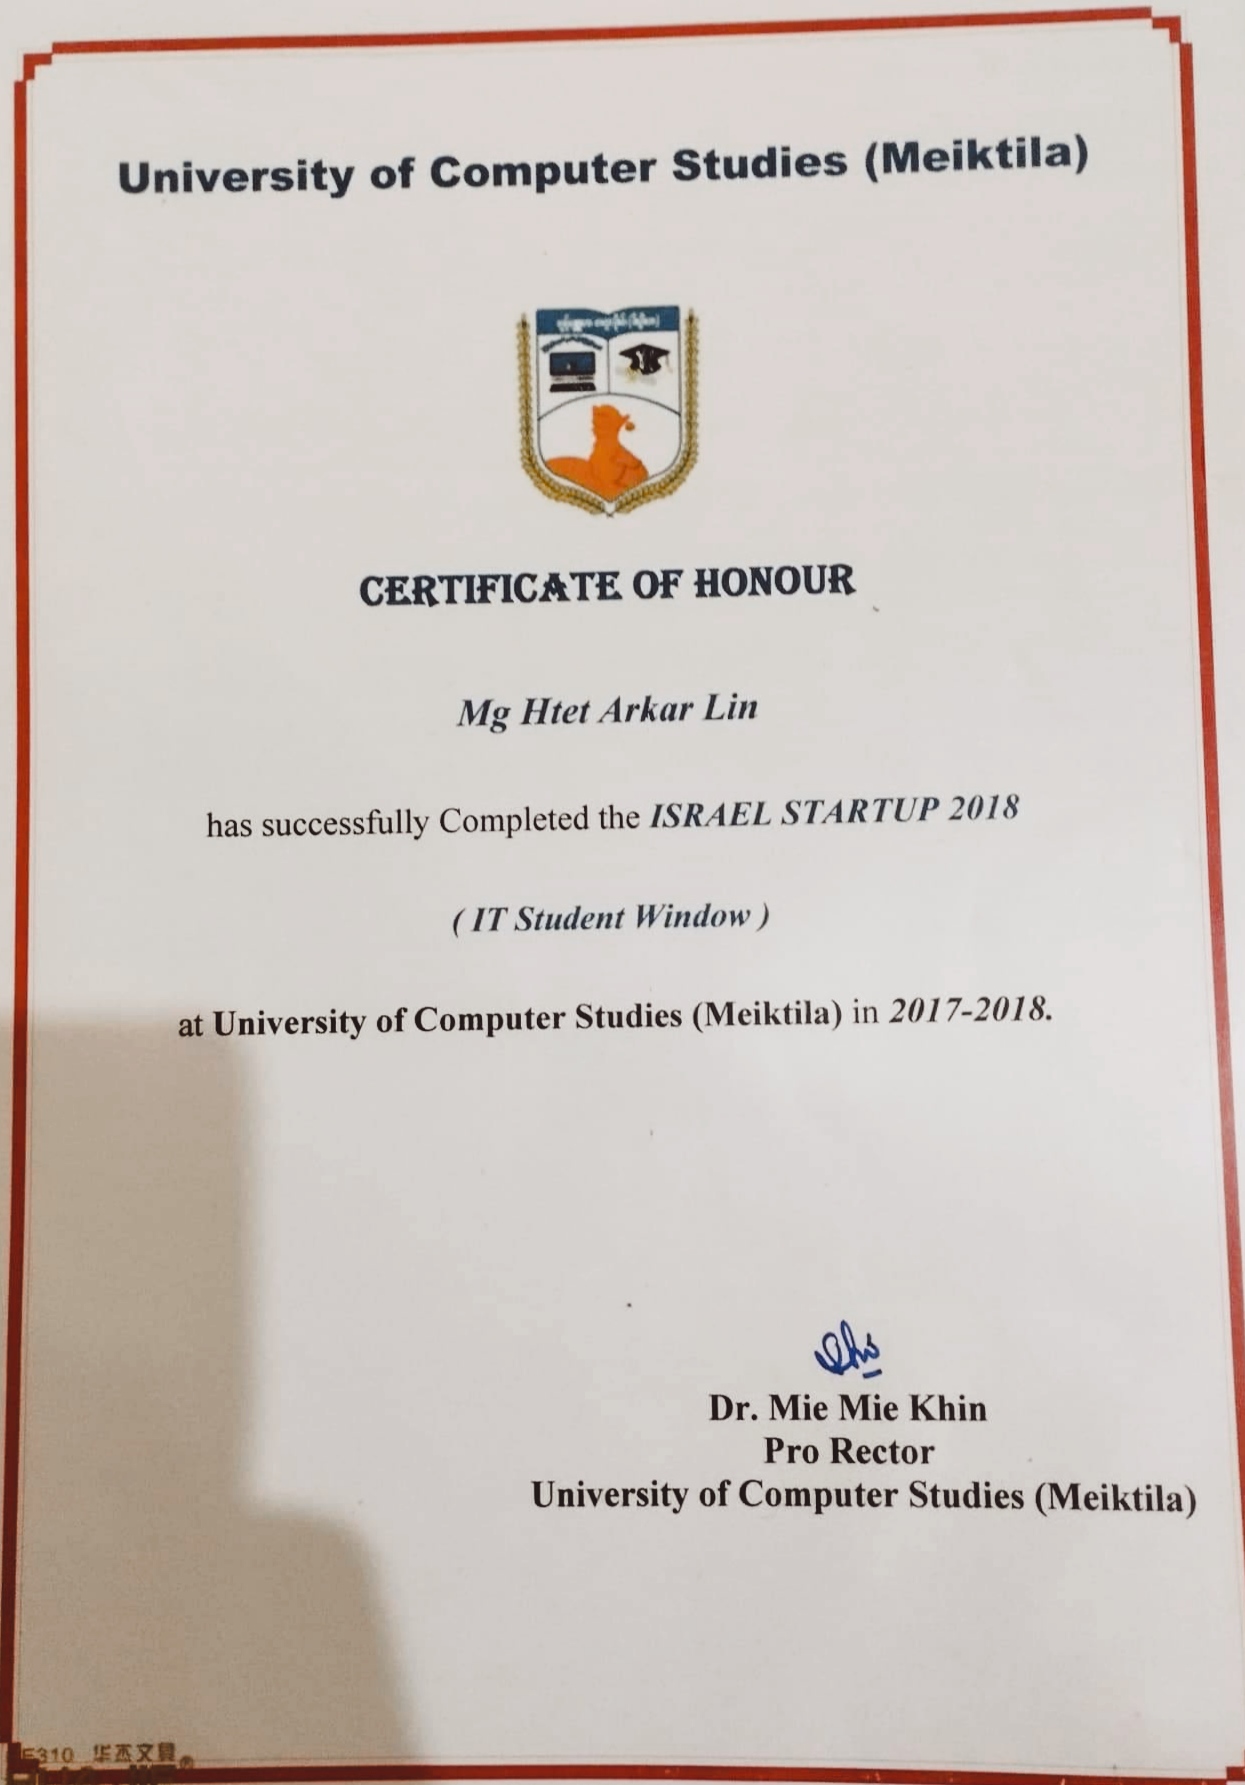 University of Computer Studies (Meiktila)
CERTIFICATE OF HONOUR
Mg Htet Arkar Lin
has successfully Completed the ISRAEL STARTUP 2018
( IT Student Window )
at University of Computer Studies (Meiktila) in 2017-2018.
Dr. Mie Mie Khin
Pro Rector
University of Computer Studies (Meiktila)
E310 华杰文具®